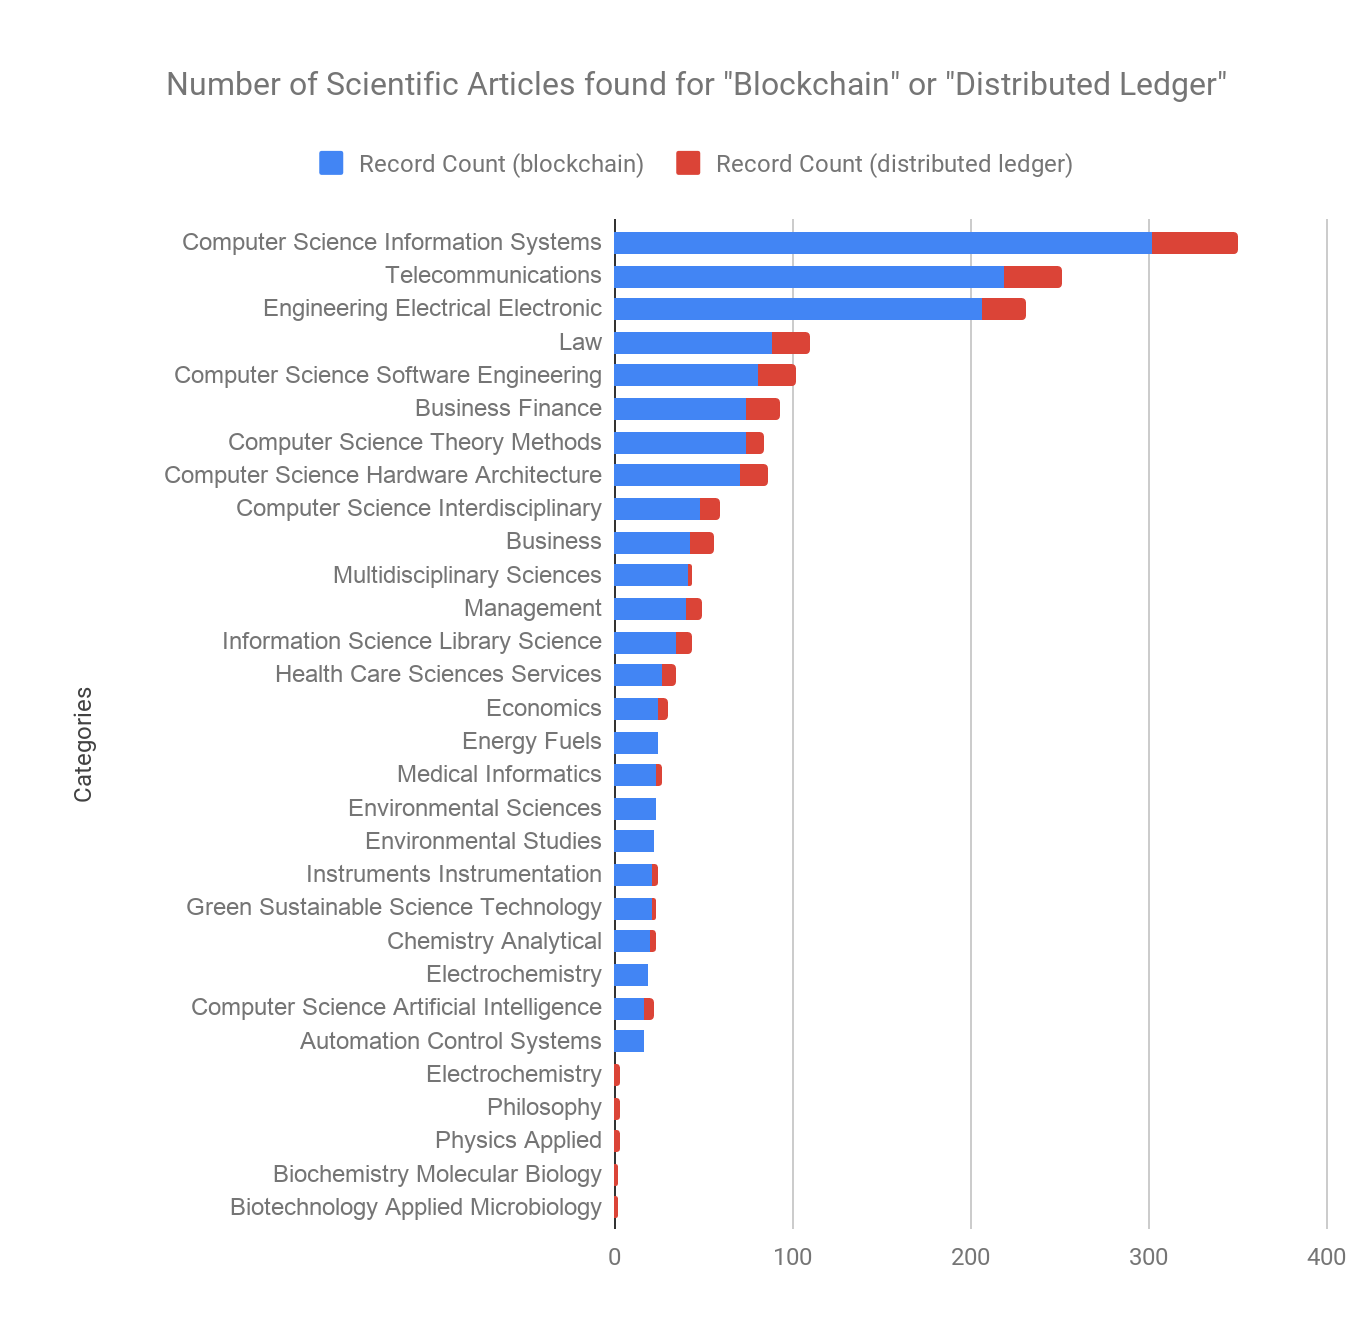 Number of Scientific Articles found for "Blockchain" or "Distributed Ledger"
Record Count (blockchain)
Record Count (distributed ledger)
Categories
Computer Science Information Systems
Telecommunications
Engineering Electrical Electronic
Law
Computer Science Software Engineering
Business Finance
Computer Science Theory Methods
Computer Science Hardware Architecture
Computer Science Interdisciplinary
Business
Multidisciplinary Sciences
Management
Information Science Library Science
Health Care Sciences Services
Economics
Energy Fuels
Medical Informatics
Environmental Sciences
Environmental Studies
Instruments Instrumentation
Green Sustainable Science Technology
Chemistry Analytical
Electrochemistry
Computer Science Artificial Intelligence
Automation Control Systems
Electrochemistry
Philosophy
Physics Applied
Biochemistry Molecular Biology
Biotechnology Applied Microbiology
0 100 200 300 400